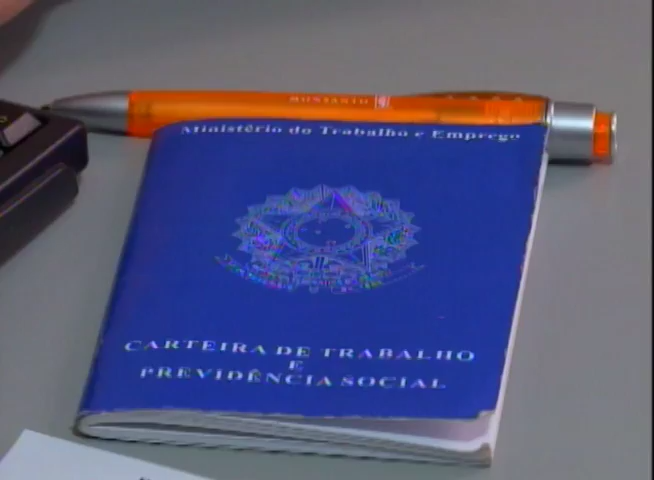 MONSANTO
Ministério do Trabalho e Emprego
CARTEIRA DE TRABALHO
E
PREVIDÊNCIA SOCIAL